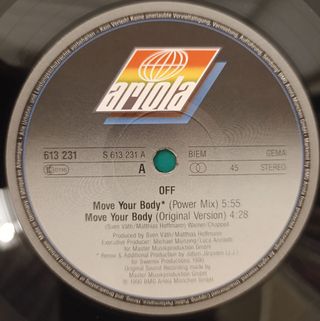 ariola
613 231
S 613 231 A
BIEM
GEMA
A
45
STEREO
OFF
Move Your Body* (Power Mix) 5:55
Move Your Body (Original Version) 4:28
(Sven Väth/Matthias Hoffmann) Warner/Chappell
Produced by Sven Väth/Matthias Hoffmann
Executive Producer: Michael Münzing/Luca Anzilotti
for Master Musikproduktion GmbH
* Remix & Additional Production by
for Swemix Productions, 1990
Original Sound Recording made by
Master Musikproduktion GmbH
1990 BMG Ariola München GmbH